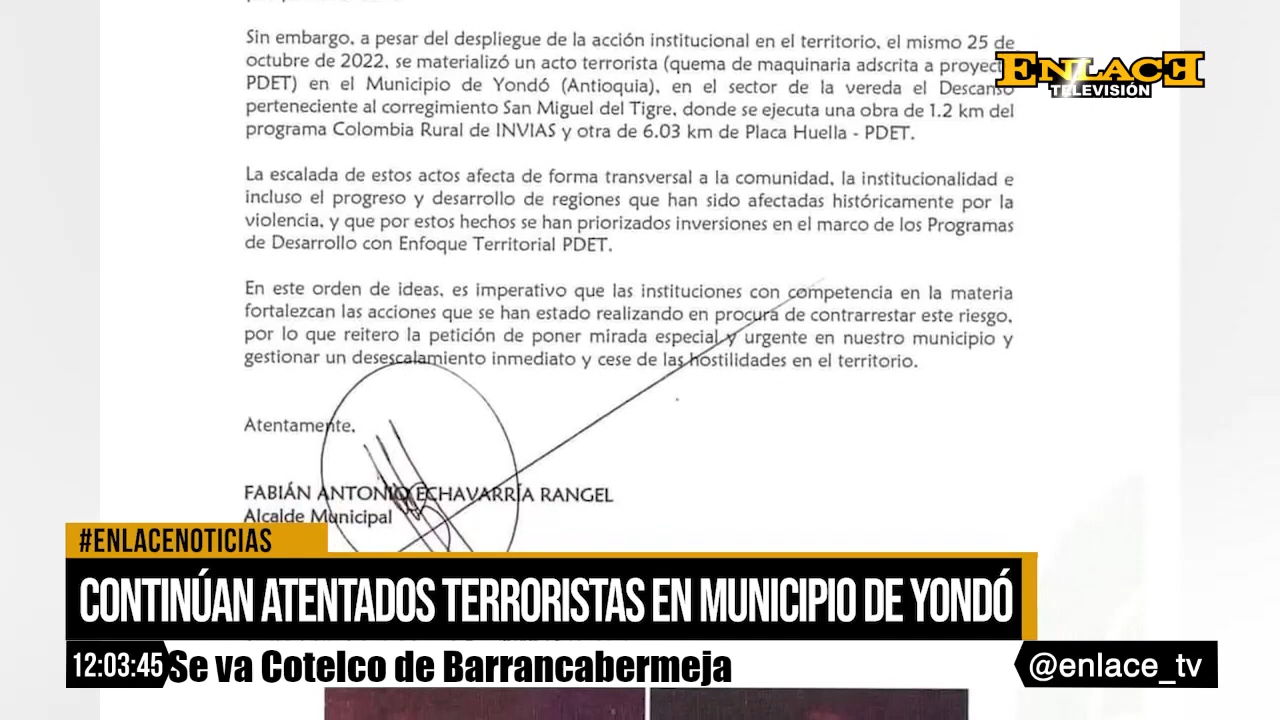 Sin embargo, a pesar del despliegue de la acción institucional en el territorio, el mismo 25 de
octubre de 2022, se materializó un acto terrorista (quema de maquinaria adscrita a proyect
PDET) en el Municipio de Yondó (Antioquia), en el sector de la vereda el Descanso
perteneciente al corregimiento San Miguel del Tigre, donde se ejecuta una obra de 1.2 km del
programa Colombia Rural de INVIAS y otra de 6.03 km de Placa Huella - PDET.
La escalada de estos actos afecta de forma transversal a la comunidad, la institucionalidad e
incluso el progreso y desarrollo de regiones que han sido afectadas históricamente por la
violencia, y que por estos hechos se han priorizados inversiones en el marco de los Programas
de Desarrollo con Enfoque Territorial PDET.
En este orden de ideas, es imperativo que las instituciones con competencia en la materia
fortalezcan las acciones que se han estado realizando en procura de contrarrestar este riesgo,
por lo que reitero la petición de poner mirada especial y urgente en nuestro municipio y
gestionar un desescalamiento inmediato y cese de las hostilidades en el territorio.
Atentamente,
FABIÁN ANTONIO ECHAVARRÍA RANGEL
Alcalde Municipal
ENLACE
TELEVISIÓN
#ENLACENOTICIAS
CONTINÚAN ATENTADOS TERRORISTAS EN MUNICIPIO DE YONDÓ
12:03:45 Se va Cotelco de Barrancabermeja
@enlace_tv